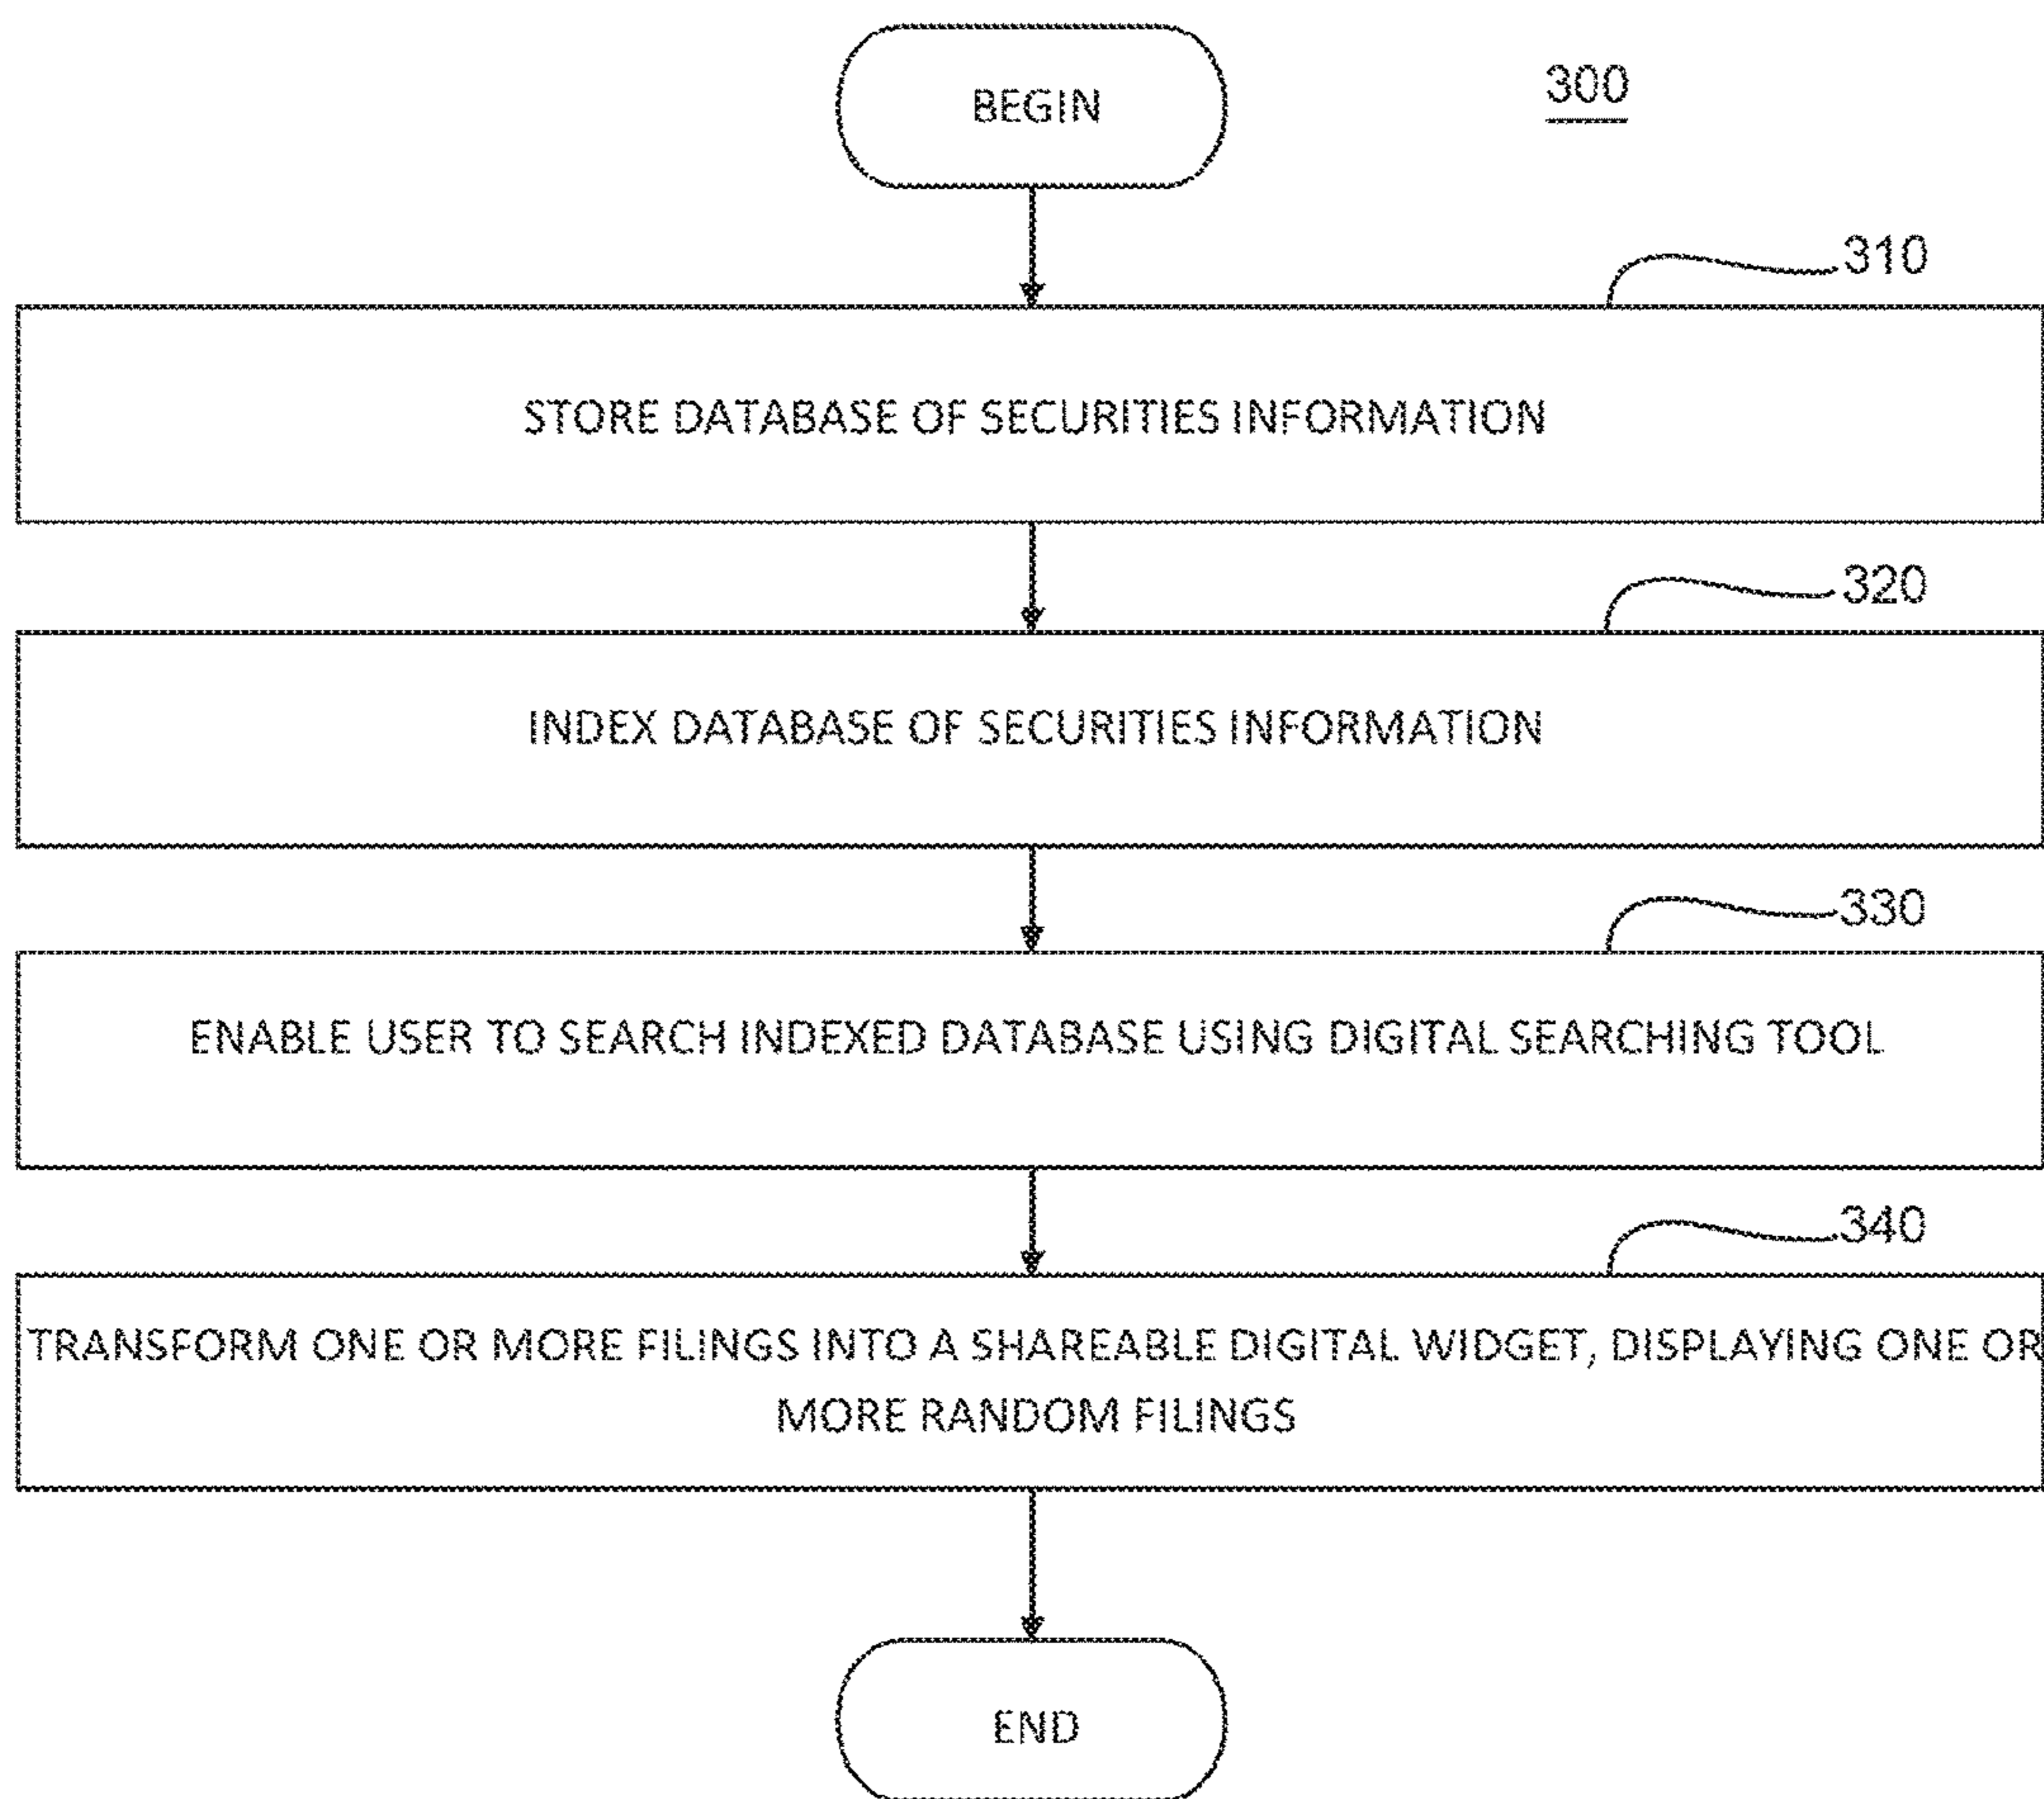 BEGIN
300
310
STORE DATABASE OF SECURITIES INFORMATION
320
INDEX DATABASE OF SECURITIES INFORMATION
330
ENABLE USER TO SEARCH INDEXED DATABASE USING DIGITAL SEARCHING TOOL
340
TRANSFORM ONE OR MORE FILINGS INTO A SHAREABLE DIGITAL WIDGET, DISPLAYING ONE OR
MORE RANDOM FILINGS
END